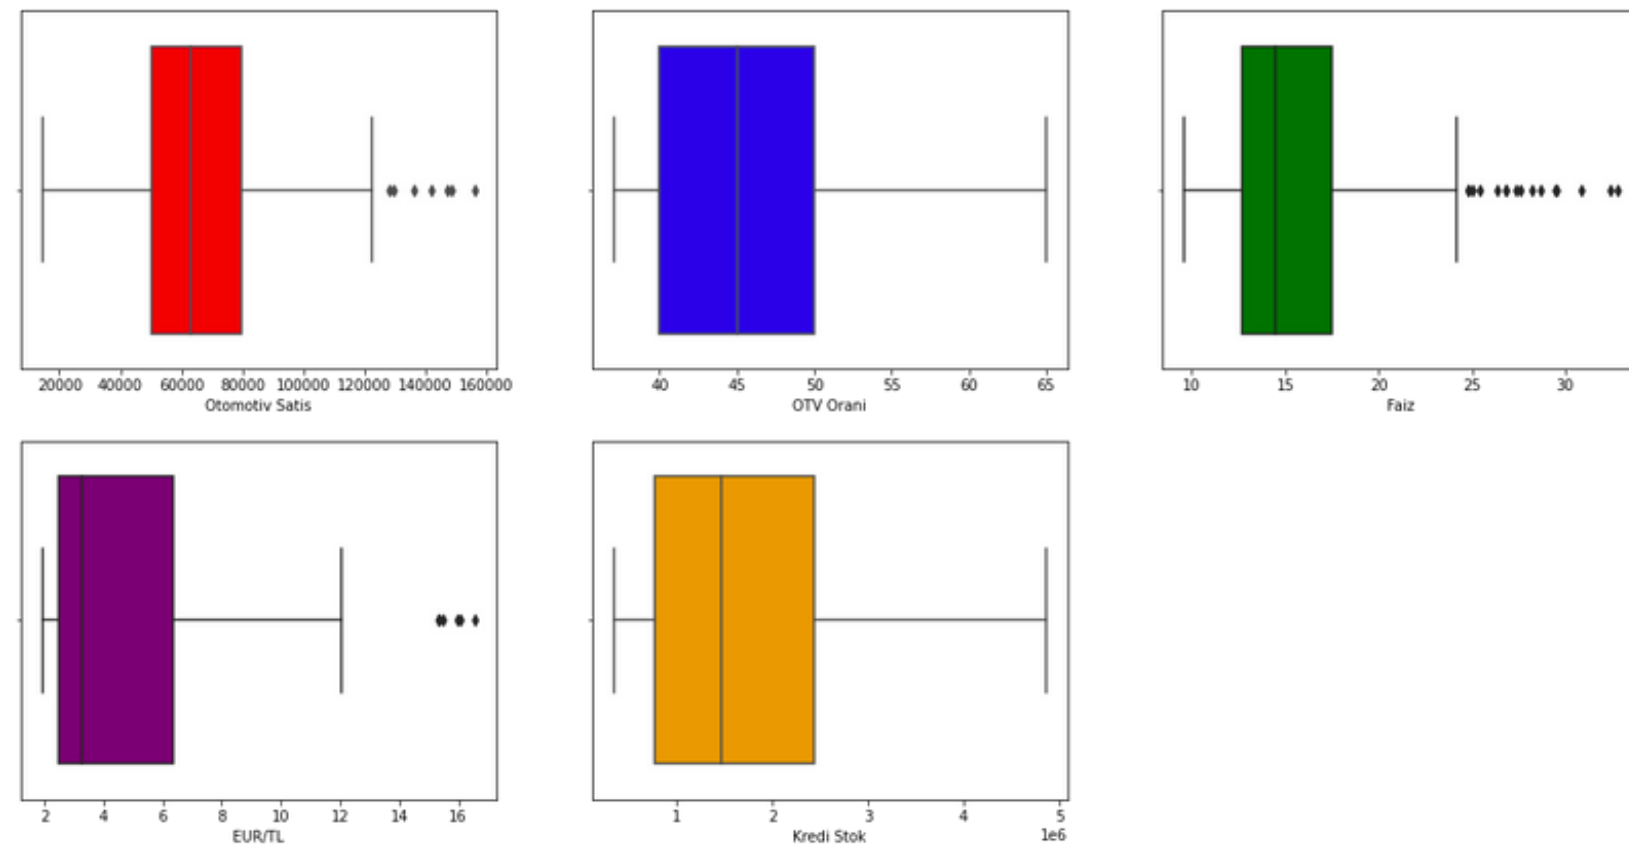 20000 40000 60000 80000 100000 120000 140000 160000
Otomotiv Satis
40 45 50 55 60 65
OTV Orani
10 15 20 25 30
Faiz
2 4 6 8 10 12 14 16
EUR/TL
1 2 3 4 5
1e6
Kredi Stok